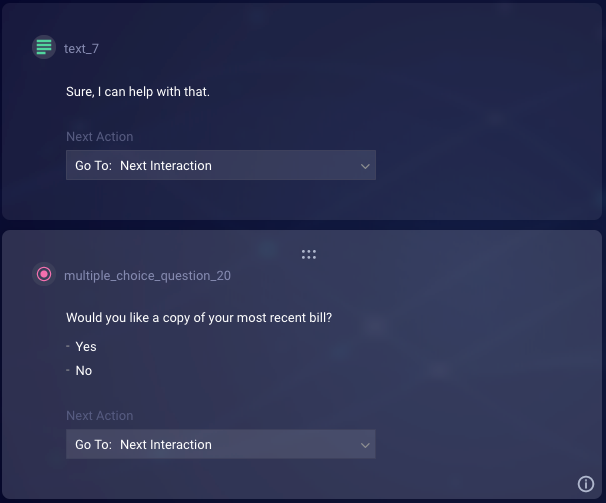 text_7
Sure, I can help with that.
Next Action
Go To: Next Interaction
multiple_choice_question_20
Would you like a copy of your most recent bill?
- Yes
- No
Next Action
Go To: Next Interaction